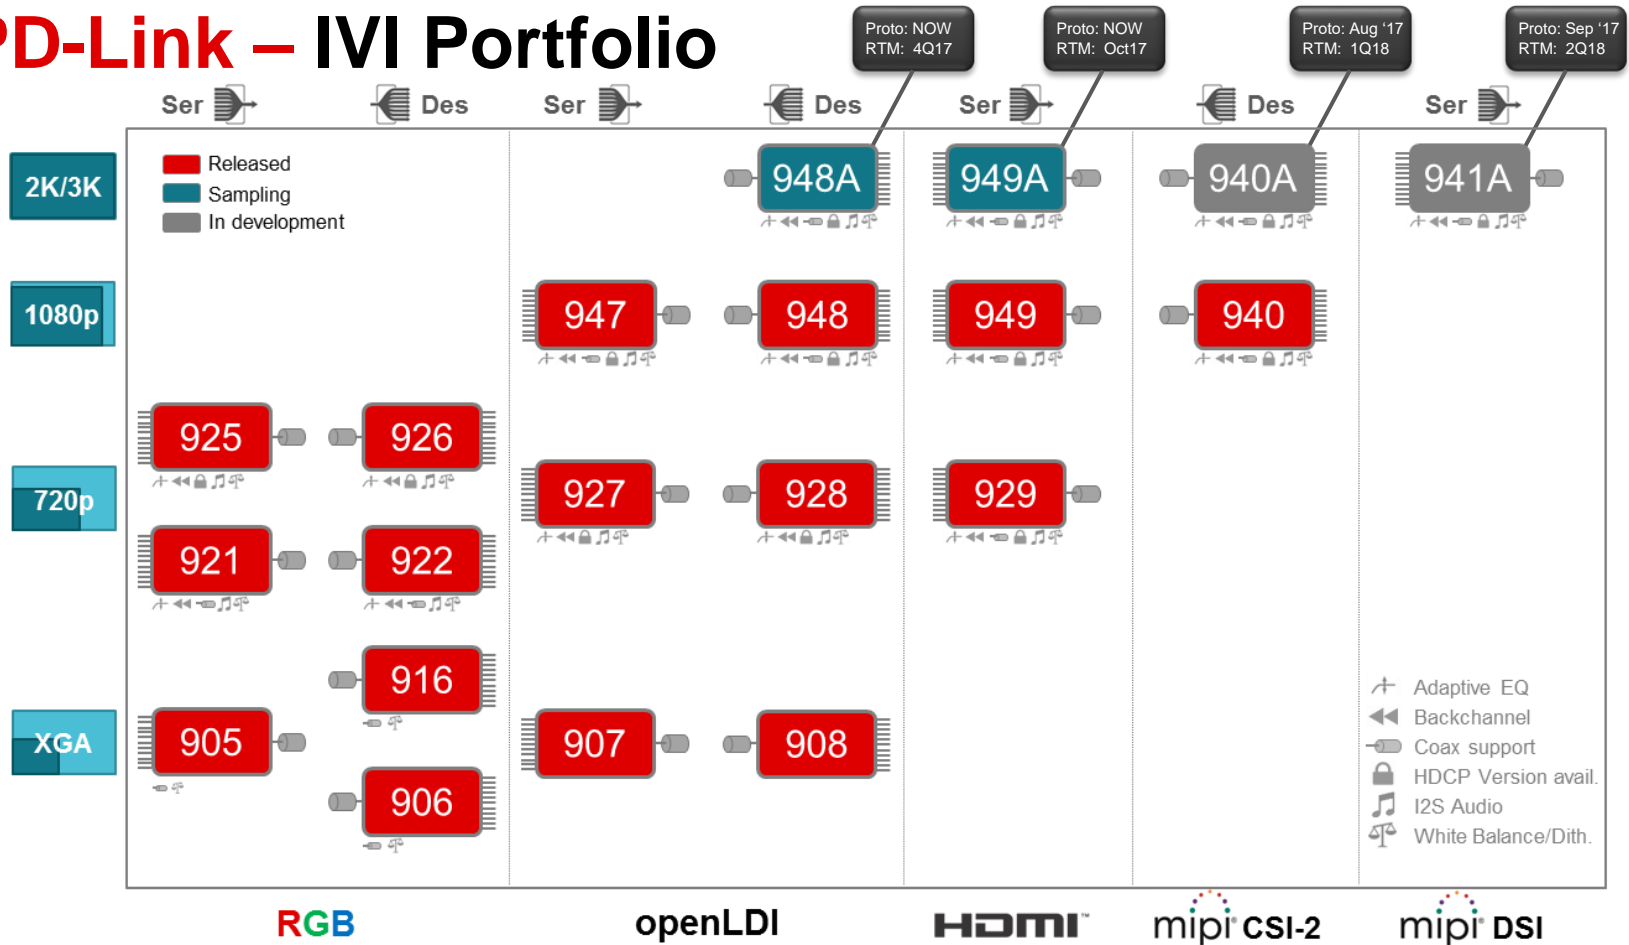 PD-Link – IVI Portfolio
Proto: NOW
RTM: 4Q17
Proto: NOW
RTM: Oct17
Proto: Aug ‘17
RTM: 1Q18
Proto: Sep ‘17
RTM: 2Q18
Ser
Des
Ser
Des
Ser
Des
Ser
2K/3K
Released
Sampling
In development
948A
949A
940A
941A
1080p
947
948
949
940
925
926
720p
927
928
929
921
922
916
XGA
905
907
908
906
Adaptive EQ
Backchannel
Coax support
HDCP Version avail.
I2S Audio
White Balance/Dith.
RGB
openLDI
HDMI™
mipi® CSI-2
mipi® DSI